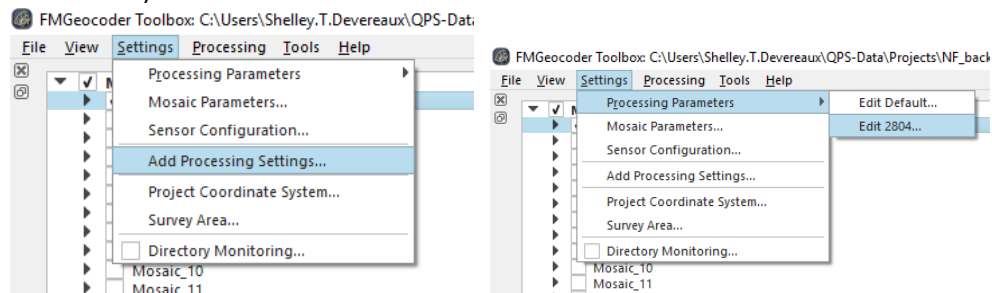 FMGeocoder Toolbox: C:\Users\Shelley.T.Devereaux\QPS-Data
File View Settings Processing Tools Help
Processing Parameters
Mosaic Parameters...
Sensor Configuration...
Add Processing Settings...
Project Coordinate System...
Survey Area...
Directory Monitoring...
Mosaic_10
Mosaic_11
FMGeocoder Toolbox: C:\Users\Shelley.T.Devereaux\QPS-Data\Projects\NF_back
File View Settings Processing Tools Help
Processing Parameters
Edit Default...
Mosaic Parameters...
Edit 2804...
Sensor Configuration...
Add Processing Settings...
Project Coordinate System...
Survey Area...
Directory Monitoring...
Mosaic_10
Mosaic_11